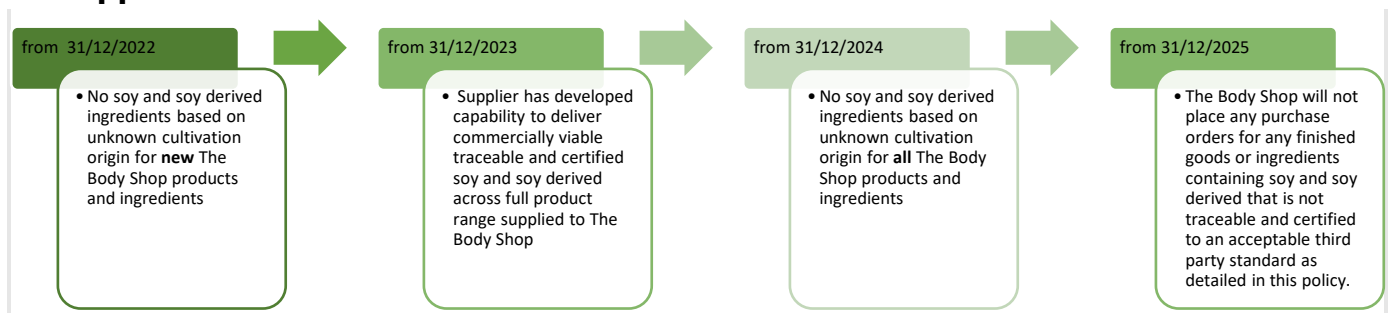 from 31/12/2022
• No soy and soy derived
ingredients based on
unknown cultivation
origin for new The
Body Shop products
and ingredients
from 31/12/2023
• Supplier has developed
capability to deliver
commercially viable
traceable and certified
soy and soy derived
across full product
range supplied to The
Body Shop
from 31/12/2024
• No soy and soy derived
ingredients based on
unknown cultivation
origin for all The Body
Shop products and
ingredients
from 31/12/2025
• The Body Shop will not
place any purchase
orders for any finished
goods or ingredients
containing soy and soy
derived that is not
traceable and certified
to an acceptable third
party standard as
detailed in this policy.